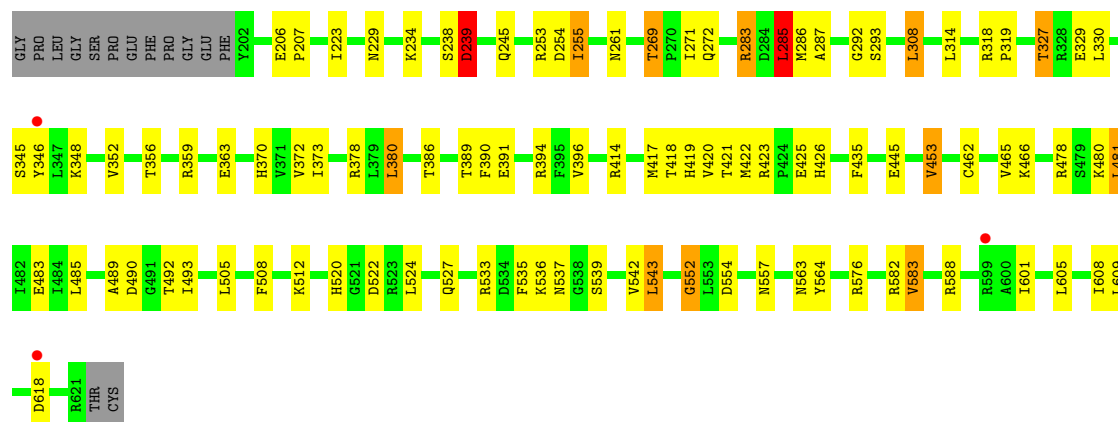 GLY PRO LEU GLY SER PRO GLU PHE PRO GLY GLU PHE Y202 E206 P207 I223 N229 K234 S238 D239 Q245 R253 D254 I255 N261 T269 P270 I271 Q272 R283 D284 L285 M286 A287 G292 S293 L308 L314 R318 P319 T327 R328 E329 L330
S345 Y346 L347 K348 V352 T356 R359 E363 H370 V371 V372 I373 R378 L379 L380 T386 T389 F390 E391 R394 F395 V396 R414 M417 T418 H419 V420 T421 M422 R423 P424 E425 H426 F435 E445 V453 C462 V465 K466 R478 S479 K480 L481
I482 E483 I484 L485 A489 D490 G491 T492 I493 L505 F508 K512 H520 G521 D522 R523 L524 Q527 R533 D534 F535 K536 N537 G538 S539 V542 L543 G552 L553 D554 N557 N563 Y564 R576 R582 V583 R588 R599 A600 I601 L605 I608 L609
D618 R621 THR CYS